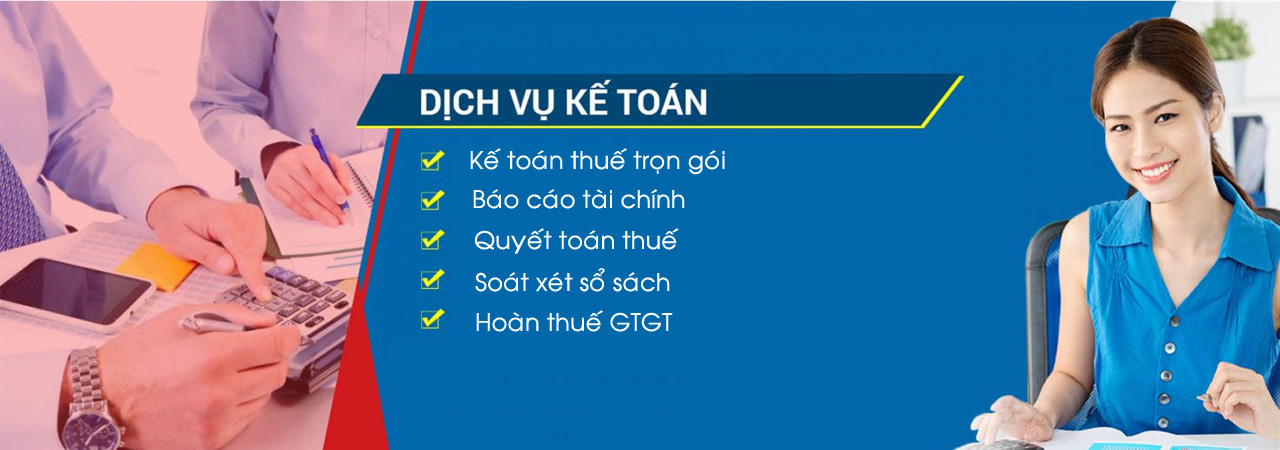 DỊCH VỤ KẾ TOÁN
Kế toán thuế trọn gói
Báo cáo tài chính
Quyết toán thuế
Soát xét sổ sách
Hoàn thuế GTGT